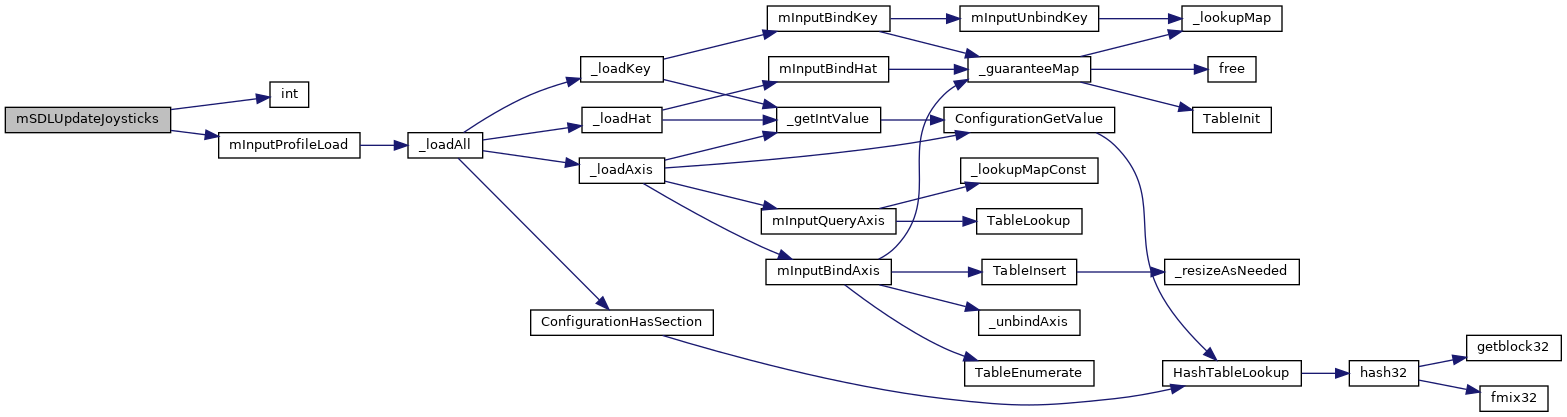 mSDLUpdateJoysticks
int
mInputProfileLoad
_loadAll
_loadKey
_loadHat
_loadAxis
ConfigurationHasSection
mInputBindKey
mInputBindHat
_getIntValue
mInputQueryAxis
mInputBindAxis
mInputUnbindKey
_guaranteeMap
ConfigurationGetValue
_lookupMapConst
TableLookup
TableInsert
_unbindAxis
TableEnumerate
_lookupMap
free
TableInit
_resizeAsNeeded
HashTableLookup
hash32
getblock32
fmix32